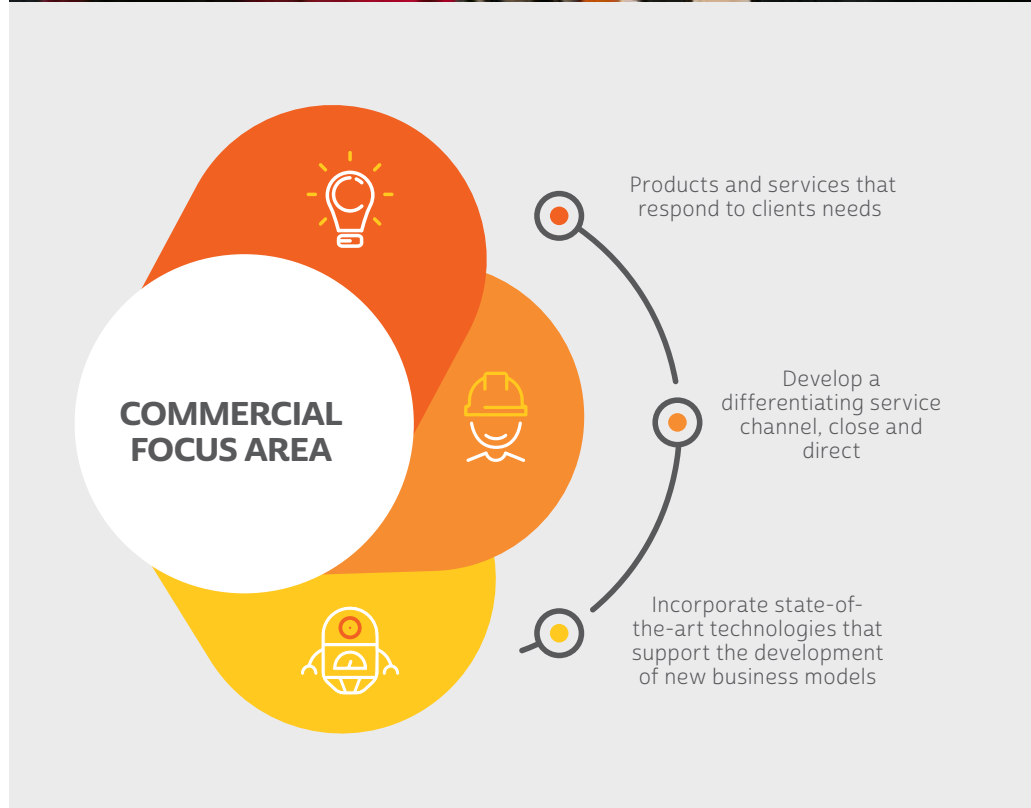 COMMERCIAL
FOCUS AREA
Products and services that
respond to clients needs
Develop a
differentiating service
channel, close and
direct
Incorporate state-of-
the-art technologies that
support the development
of new business models